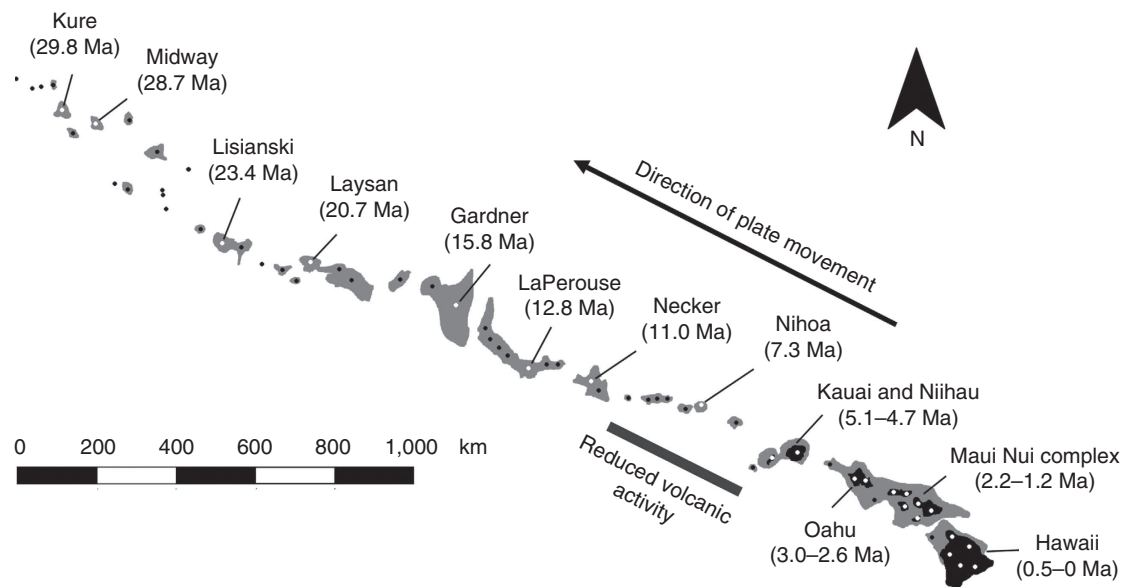 Kure
(29.8 Ma)
Midway
(28.7 Ma)
Lisianski
(23.4 Ma)
Laysan
(20.7 Ma)
Gardner
(15.8 Ma)
LaPerouse
(12.8 Ma)
Necker
(11.0 Ma)
Nihoa
(7.3 Ma)
Kauai and Niihau
(5.1–4.7 Ma)
Maui Nui complex
(2.2–1.2 Ma)
Oahu
(3.0–2.6 Ma)
Hawaii
(0.5–0 Ma)
N
Direction of plate movement
Reduced volcanic
activity
0 200 400 600 800 1,000 km